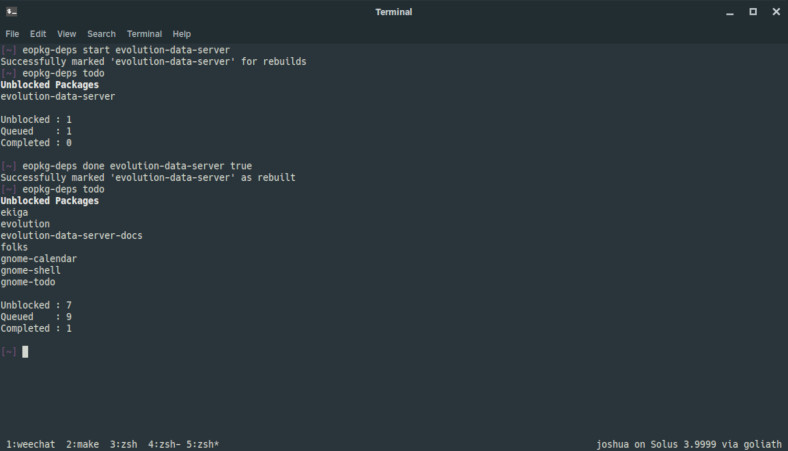 Terminal
File Edit View Search Terminal Help
[~] eopkg-deps start evolution-data-server
Successfully marked 'evolution-data-server' for rebuilds
[~] eopkg-deps todo
Unblocked Packages
evolution-data-server
Unblocked : 1
Queued    : 1
Completed : 0
[~] eopkg-deps done evolution-data-server true
Successfully marked 'evolution-data-server' as rebuilt
[~] eopkg-deps todo
Unblocked Packages
ekiga
evolution
evolution-data-server-docs
folks
gnome-calendar
gnome-shell
gnome-todo
Unblocked : 7
Queued    : 9
Completed : 1
[~]
1:weechat 2:make 3:zsh 4:zsh- 5:zsh* joshua on Solus 3.9999 via goliath